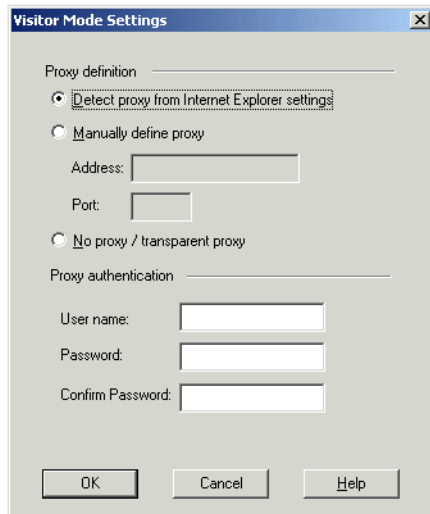 Visitor Mode Settings
Proxy definition
Detect proxy from Internet Explorer settings
Manually define proxy
Address:
Port:
No proxy / transparent proxy
Proxy authentication
User name:
Password:
Confirm Password:
OK Cancel Help